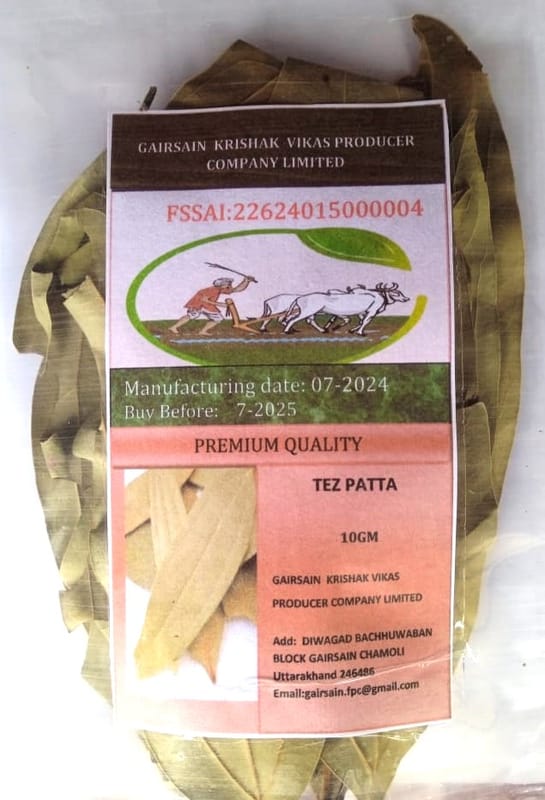 GAIRSAIN KRISHAK VIKAS PRODUCER
COMPANY LIMITED
FSSAI:22624015000004
Manufacturing date: 07-2024
Buy Before: 7-2025
PREMIUM QUALITY
TEZ PATTA
10GM
GAIRSAIN KRISHAK VIKAS
PRODUCER COMPANY LIMITED
Add: DIWAGAD BACHHUWABAN
BLOCK GAIRSAIN CHAMOLI
Uttarakhand 246486
Email:gairsain.fpc@gmail.com